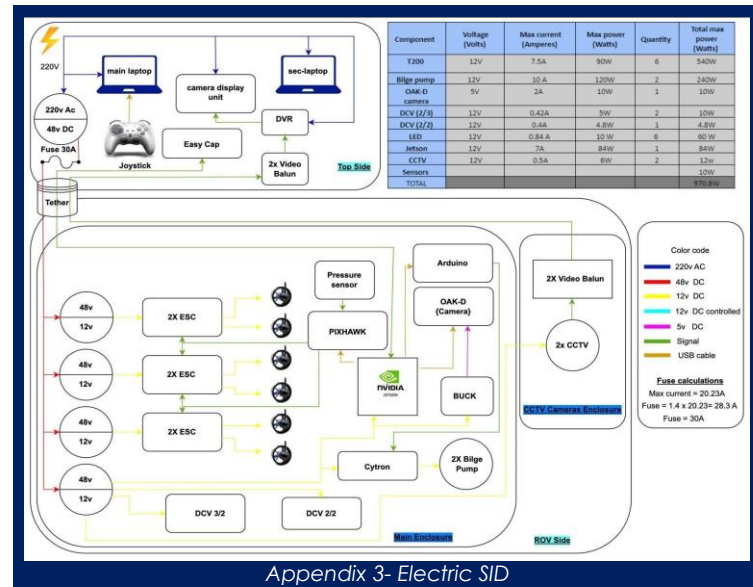 220V
main laptop
camera display
unit
sec-laptop
220v Ac
48v DC
Fuse 30A
Joystick
Easy Cap
DVR
2x Video
Balun
Top Side
Tether
Component Voltage (Volts) Max current (Amperes) Max power (Watts) Quantity Total max power (Watts)
T200 12V 7.5A 90W 6 540W
Bilge pump 12V 10 A 120W 2 240W
OAK-D camera 5V 2A 10W 1 10W
DCV (2/3) 12V 0.42A 5W 2 10W
DCV (2/2) 12V 0.4A 4.8W 1 4.8W
LED 12V 0.84 A 10 W 6 60 W
Jetson 12V 7A 84W 1 84W
CCTV 12V 0.5A 6W 2 12w
Sensors 10W
TOTAL 970.8W
48v
12v
2X ESC
48v
12v
2X ESC
48v
12v
2X ESC
48v
12v
DCV 3/2
DCV 2/2
Pressure
sensor
PIXHAWK
Arduino
OAK-D
{Camera}
NVIDIA
JETSON
BUCK
Cytron
2X Bilge
Pump
Main Enclosure
2X Video Balun
2x CCTV
CCTV Cameras Enclosure
ROV Side
Color code
220v AC
48v DC
12v DC
12v DC controlled
5v DC
Signal
USB cable
Fuse calculations
Max current = 20.23A
Fuse = 1.4 x 20.23= 28.3 A
Fuse = 30A
Appendix 3- Electric SID